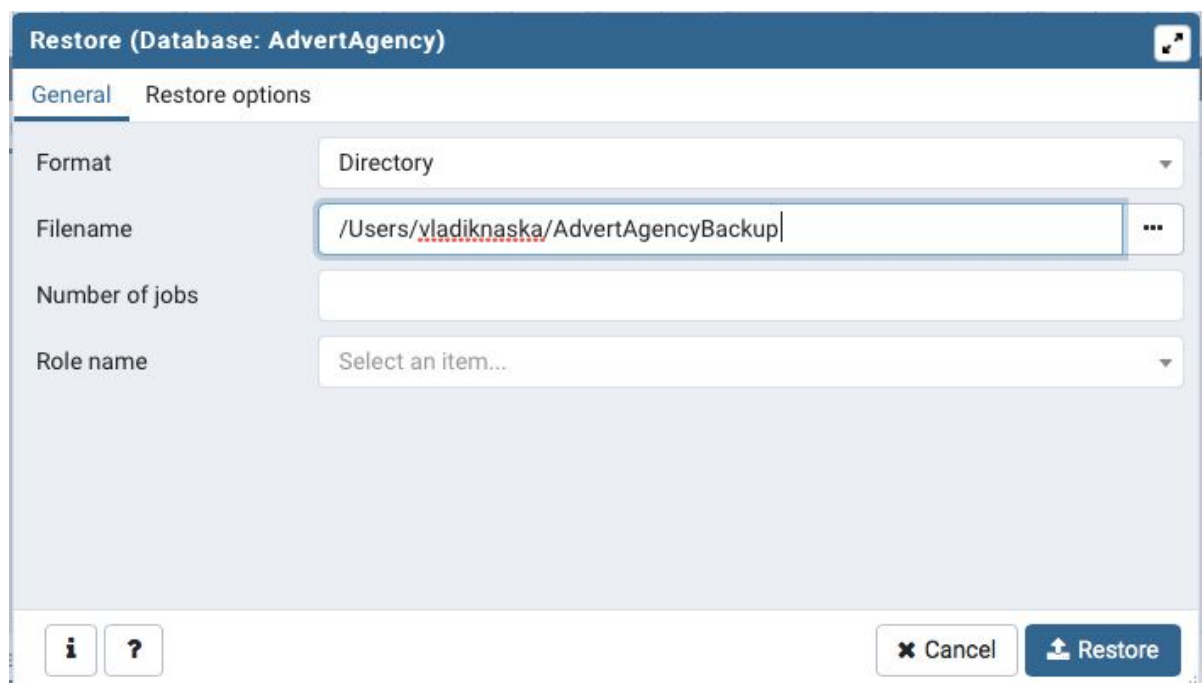 Restore (Database: AdvertAgency)
General Restore options
Format Directory
Filename /Users/vladiknaska/AdvertAgencyBackup
Number of jobs
Role name Select an item...
i ? Cancel Restore